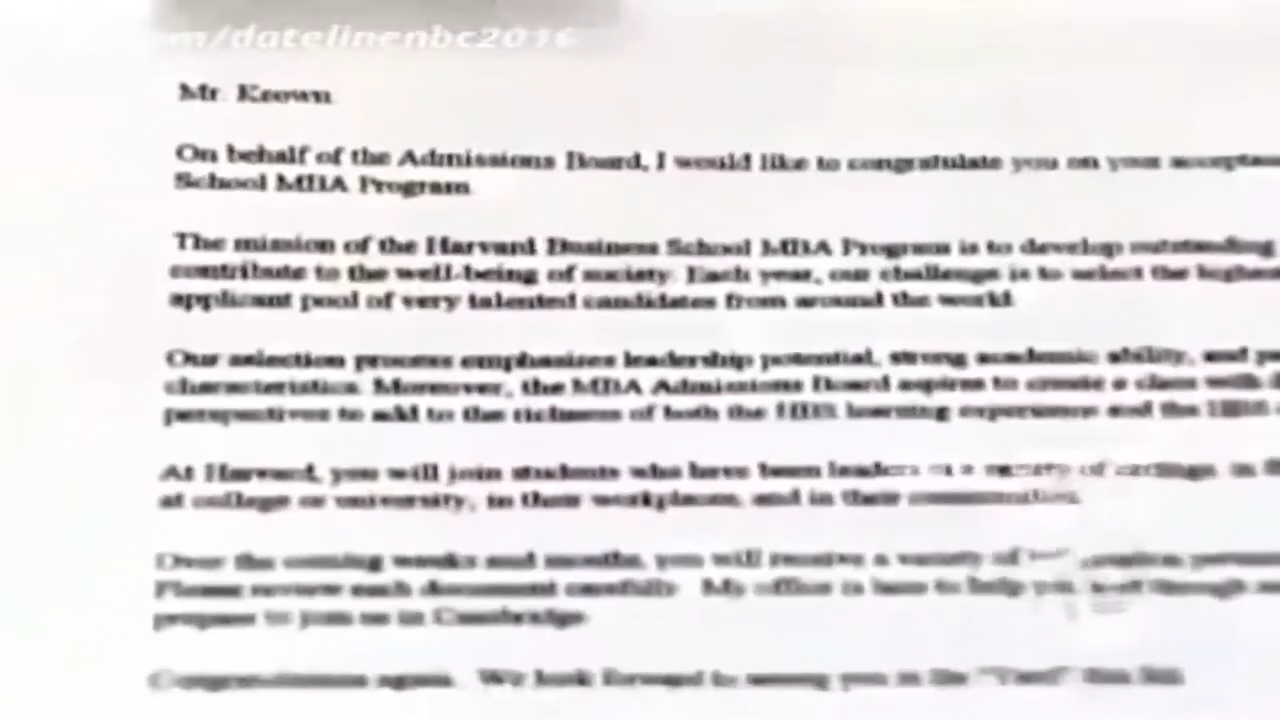 m/datelinenbc2016
Mr. Keown
On behalf of the Admissions Board, I would like to congratulate you on your
School MBA Program
The mission of the Harvard Business School MBA Program is to develop outstanding
contribute to the well-being of society. Each year, our challenge is to select the highest
applicant pool of very talented candidates from around the world
Our selection process emphasizes leadership potential, strong academic ability, and
characteristics. Moreover, the MBA Admissions Board aspires to create a class with
perspectives to add to the richness of both the HBS learning experience and the HBS
At Harvard, you will join students who have been leaders in a variety of settings, in
at college or university, in their workplaces, and in their communities.
Over the coming weeks and months, you will receive a variety of
Please review each document carefully. My office is here to help you through
prepare to join us in Cambridge
Congratulations again. We look forward to seeing you in the "Yard" this fall